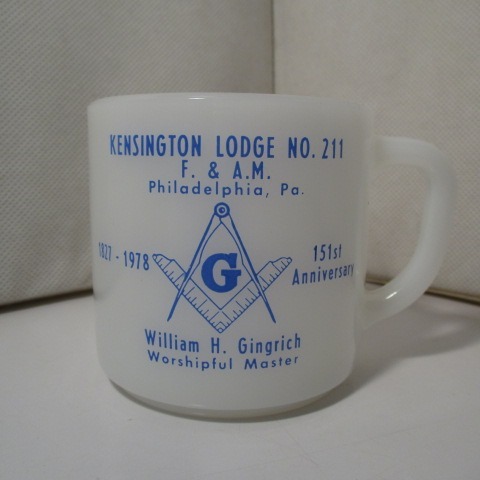 KENSINGTON LODGE NO. 211
F. & A.M.
Philadelphia, Pa.
1827 - 1978
G
151st
Anniversary
William H. Gingrich
Worshipful Master